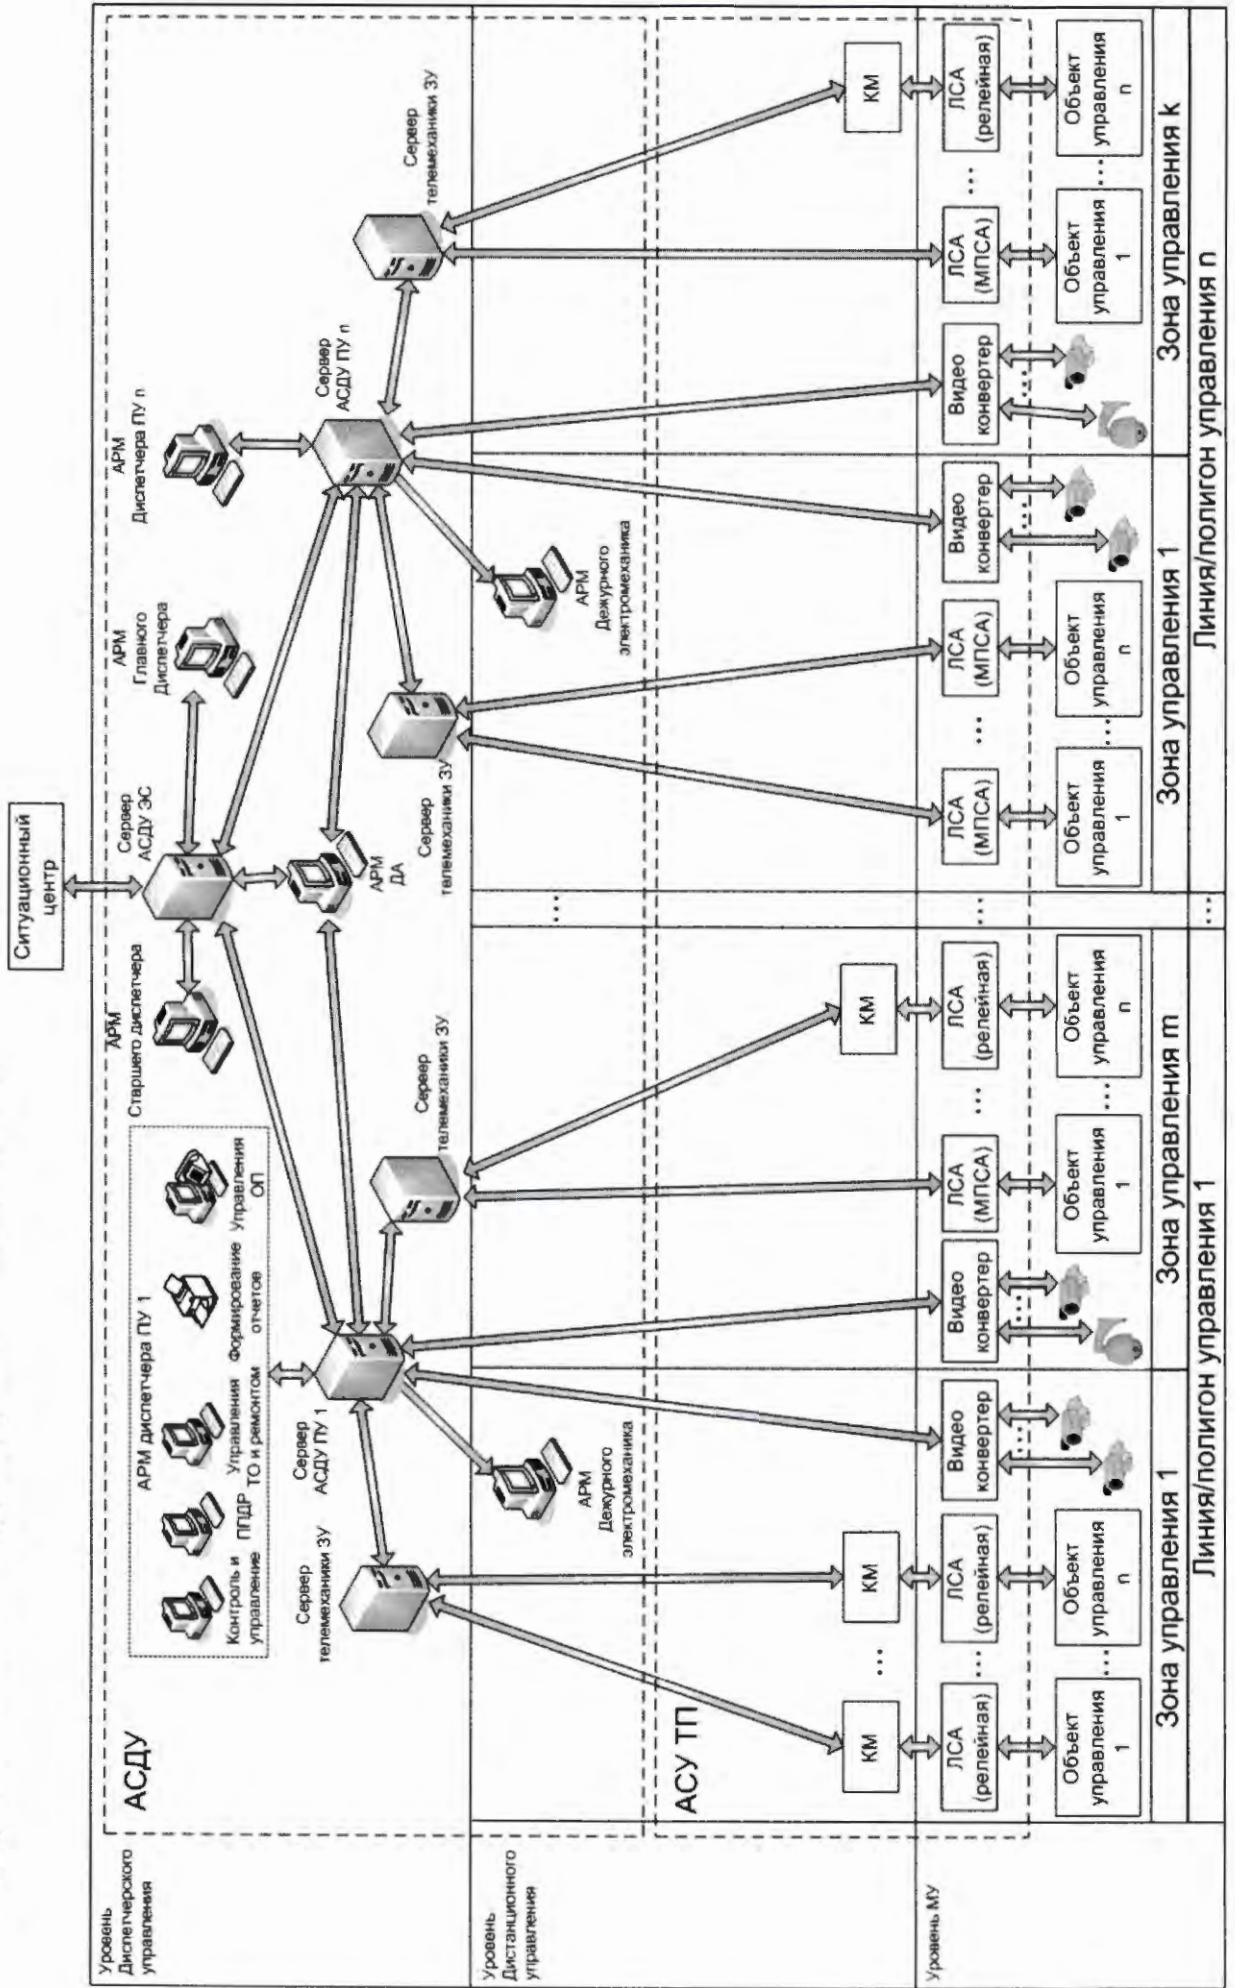 Ситуационный
центр
Уровень
Диспетчерского
управления
АСДУ
АРМ диспетчера ПУ 1
Контроль и
управление
ППДР
Управления
ТО и ремонтом
Формирование
отчетов
Управления
ОП
АРМ
Старшего диспетчера
Сервер
АСДУ ЭС
АРМ
Главного
Диспетчера
АРМ
Диспетчера ПУ n
Сервер
телемеханики ЗУ
Сервер
АСДУ ПУ 1
Сервер
телемеханики ЗУ
АРМ
ДА
Сервер
телемеханики ЗУ
Сервер
АСДУ ПУ n
Сервер
телемеханики ЗУ
Уровень
Дистанционного
управления
АРМ
Дежурного
электромеханика
...
АРМ
Дежурного
электромеханика
АСУ ТП
КМ
...
КМ
КМ
КМ
Уровень МУ
ЛСА
(релейная)
...
ЛСА
(релейная)
Видео
конвертер
Видео
конвертер
ЛСА
(МПСА)
...
ЛСА
(релейная)
...
ЛСА
(МПСА)
...
ЛСА
(МПСА)
Видео
конвертер
Видео
конвертер
ЛСА
(МПСА)
...
ЛСА
(релейная)
Объект
управления
1
...
Объект
управления
n
...
...
Объект
управления
1
...
Объект
управления
n
Объект
управления
1
...
Объект
управления
n
...
...
Объект
управления
1
...
Объект
управления
n
Зона управления 1
Зона управления m
Зона управления 1
Зона управления k
Линия/полигон управления 1
...
Линия/полигон управления n